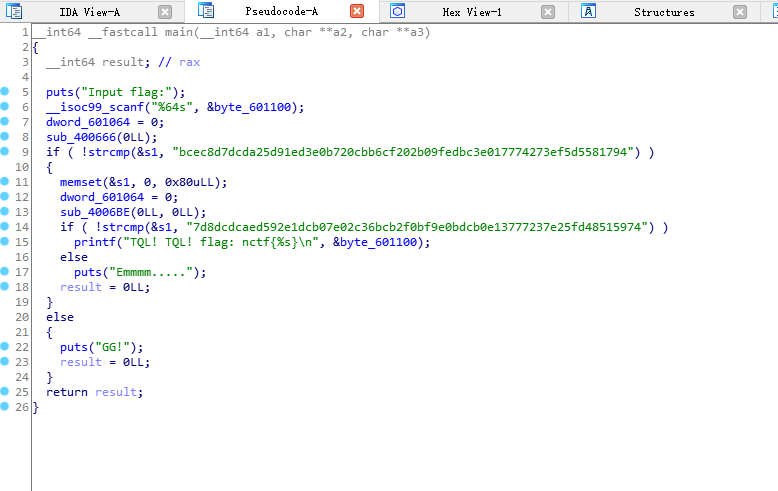 IDA View-A Pseudocode-A Hex View-1 Structures
1 __int64 __fastcall main(__int64 a1, char **a2, char **a3)
2 {
3 __int64 result; // rax
4
5 puts("Input flag:");
6 __isoc99_scanf("%64s", &byte_601100);
7 dword_601064 = 0;
8 sub_400666(0LL);
9 if ( !strcmp(&s1, "bcec8d7dcda25d91ed3e0b720cbb6cf202b09fedbc3e017774273ef5d5581794") )
10 {
11 memset(&s1, 0, 0x80uLL);
12 dword_601064 = 0;
13 sub_4006BE(0LL, 0LL);
14 if ( !strcmp(&s1, "7d8dcdcaed592e1dcb07e02c36bcb2f0bf9e0bdcb0e13777237e25fd48515974") )
15 printf("TQL! TQL! flag: nctf{%s}\n", &byte_601100);
16 else
17 puts("Emmmm.....");
18 result = 0LL;
19 }
20 else
21 {
22 puts("GG!");
23 result = 0LL;
24 }
25 return result;
26 }